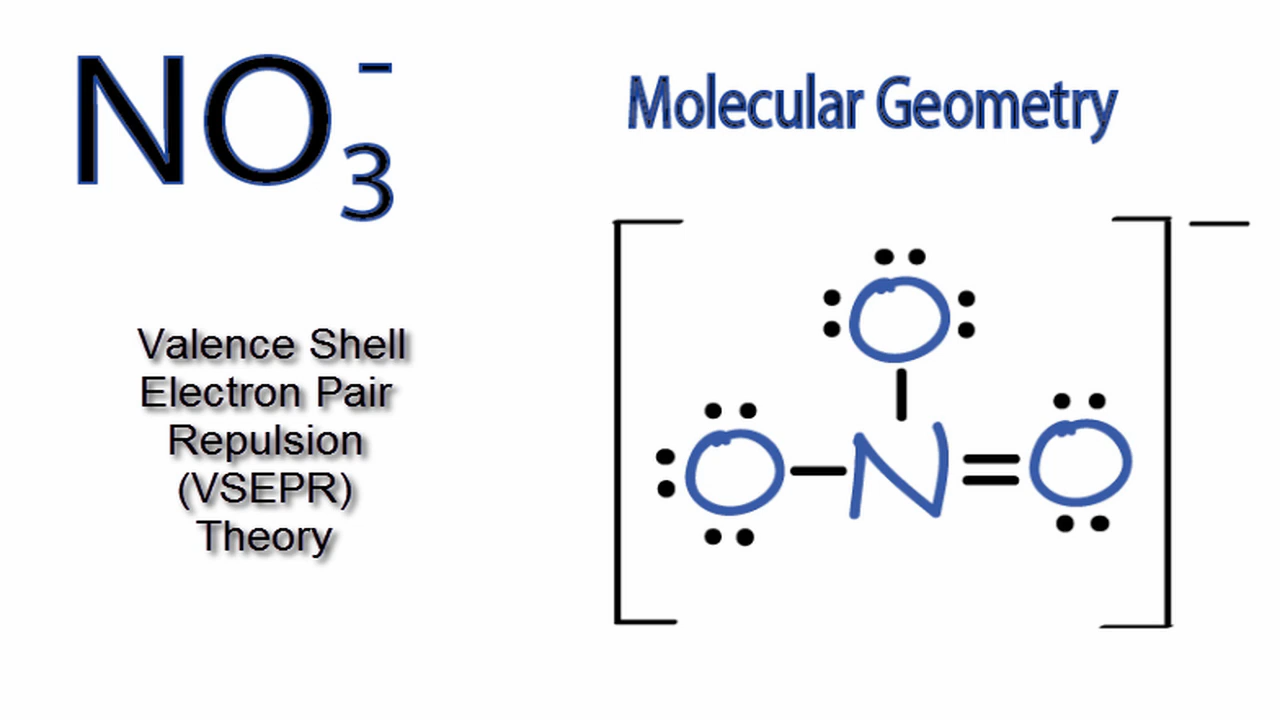 NO3-
Molecular Geometry
Valence Shell
Electron Pair
Repulsion
(VSEPR)
Theory
O
O N O